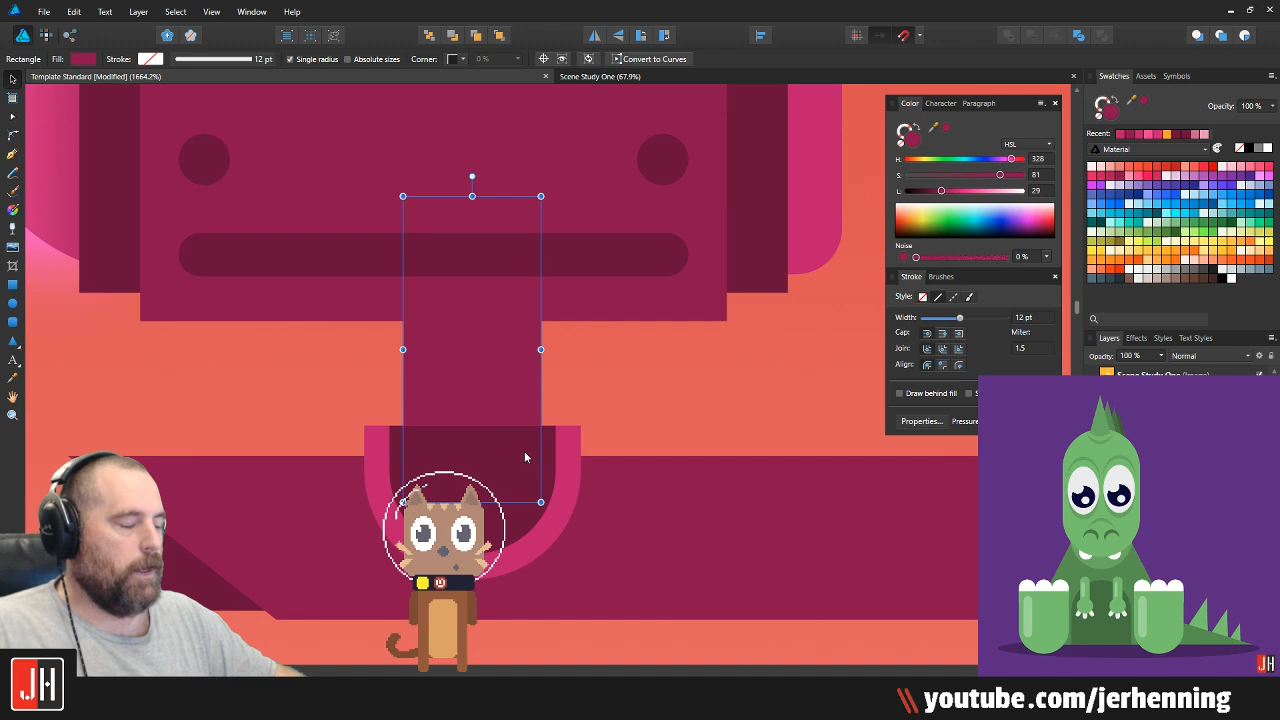 File Edit Text Layer Select View Window Help
Rectangle Fill: Stroke: 12 pt Single radius Absolute sizes Corner: 0 % Convert to Curves
Template Standard [Modified] (1664.2%)
Scene Study One (67.9%)
Color Character Paragraph
HSL
H: 328
S: 81
L: 29
Noise
0 %
Stroke Brushes
Style:
Width: 12 pt
Cap: Miter:
Join: 1.5
Align:
Draw behind fill
Properties... Pressure
Swatches Assets Symbols
Opacity: 100 %
Recent:
Material
Layers Effects Styles Text Styles
Opacity: 100 % Normal
JH
JH
\\ youtube.com/jerhenning